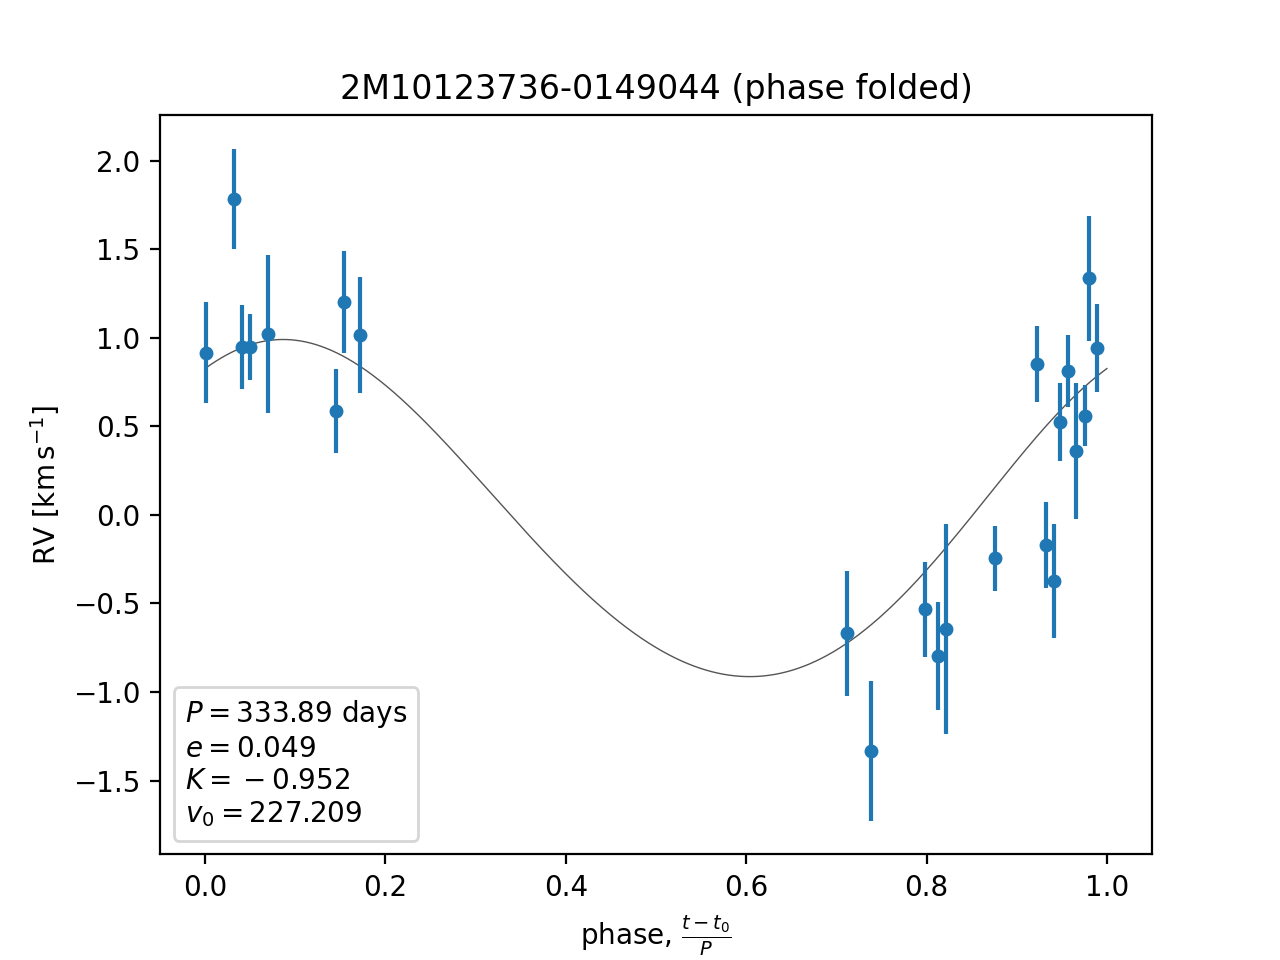 2M10123736-0149044 (phase folded)
RV [km s⁻¹]
2.0
1.5
1.0
0.5
0.0
−0.5
−1.0
−1.5
P = 333.89 days
e = 0.049
K = −0.952
v₀ = 227.209
0.0 0.2 0.4 0.6 0.8 1.0
phase, (t − t₀)/P